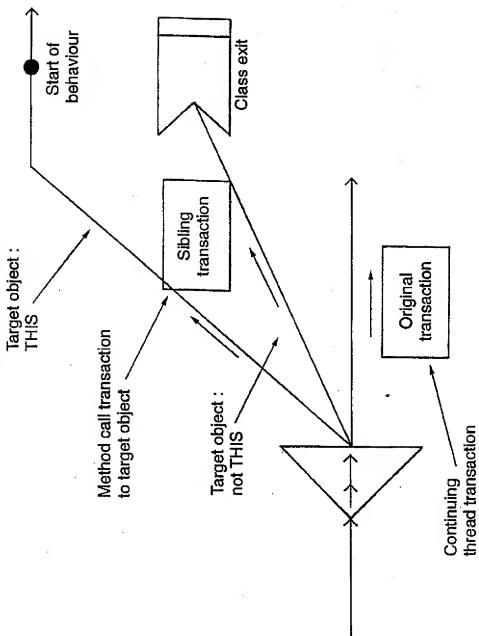 Target object :
THIS
Start of
behaviour
Method call transaction
to target object
Sibling
transaction
Class exit
Target object :
not THIS
Original
transaction
Continuing
thread transaction